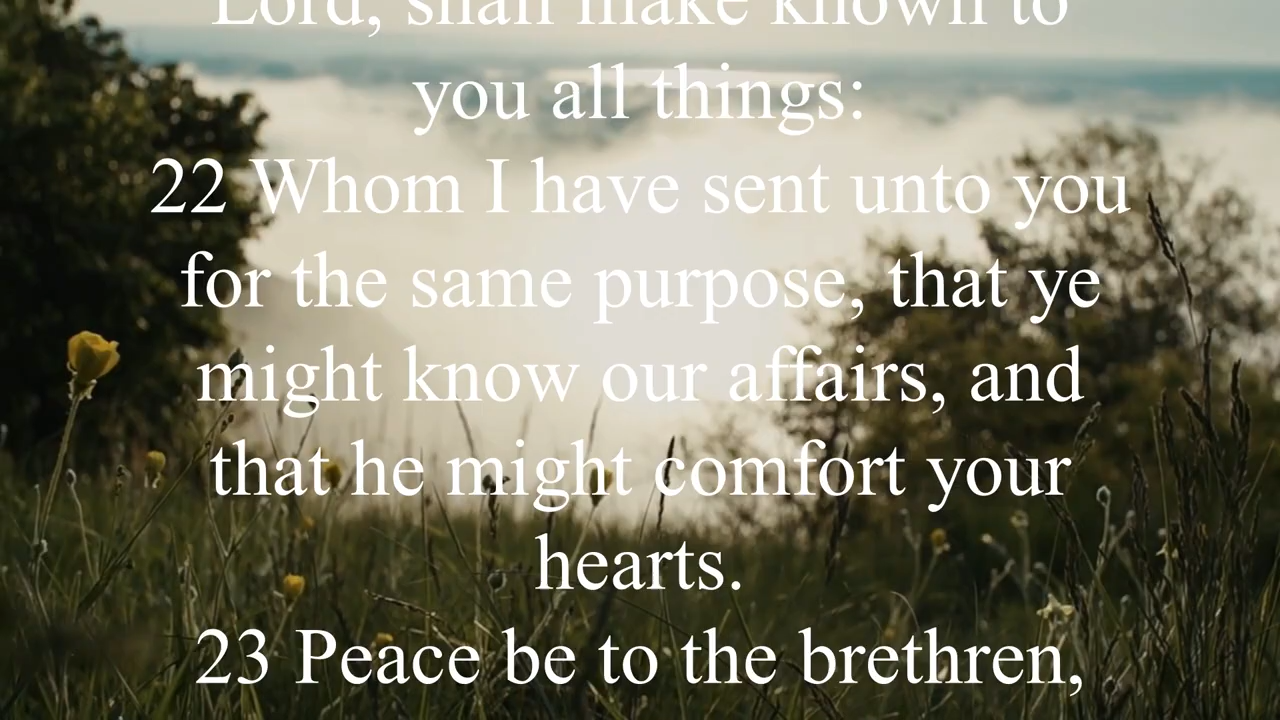 Lord, shall make known to
you all things:
22 Whom I have sent unto you
for the same purpose, that ye
might know our affairs, and
that he might comfort your
hearts.
23 Peace be to the brethren,